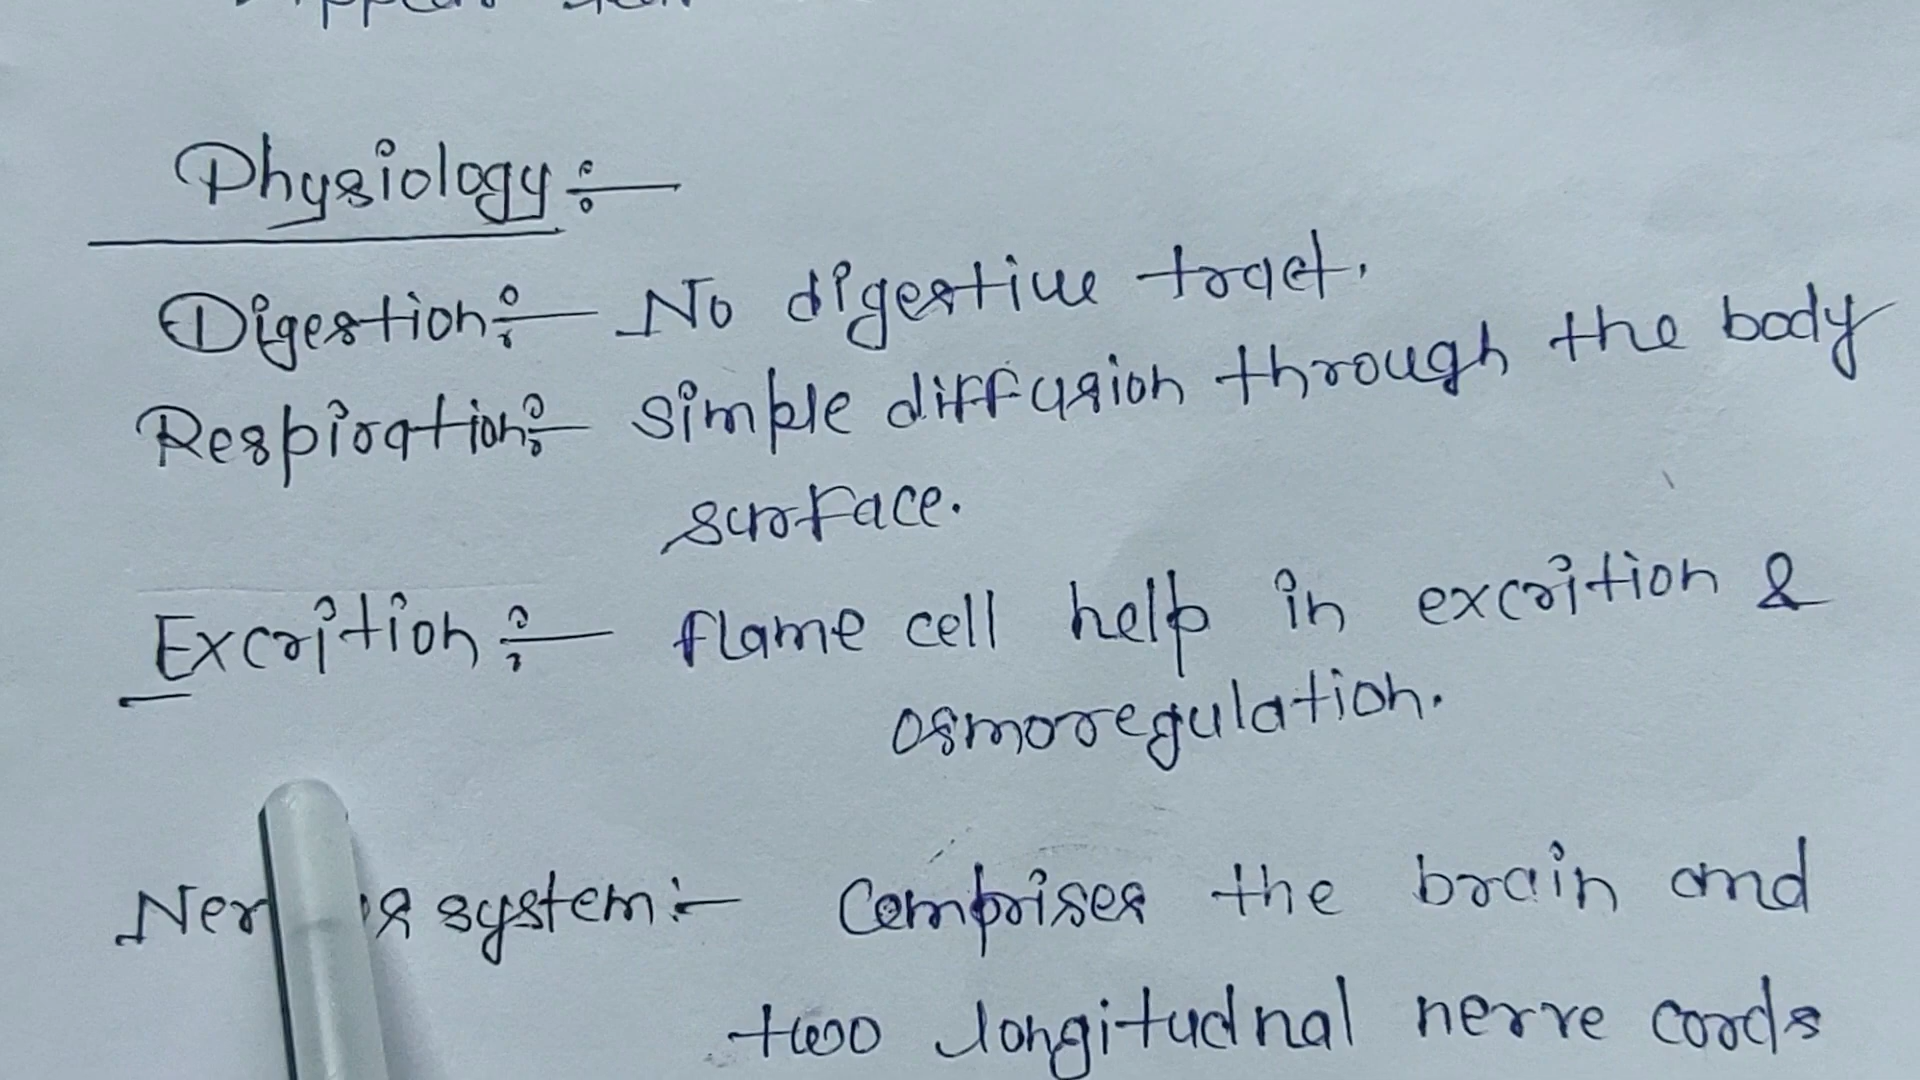 Physiology ÷
Digestion ÷ No digestive tract.
Respiration ÷ simple diffusion through the body
surface.
Excrition ÷ flame cell help in excrition &
osmoregulation.
system :- Comprises the brain and
two longitudnal nerve cords